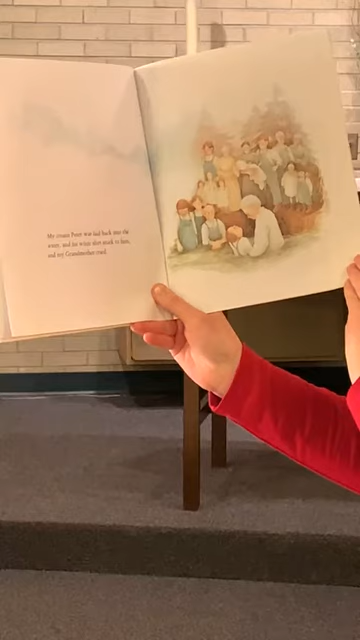 My cousin Peter was laid back into the
away, and his white shirt stuck to him,
and my Grandmother cried.